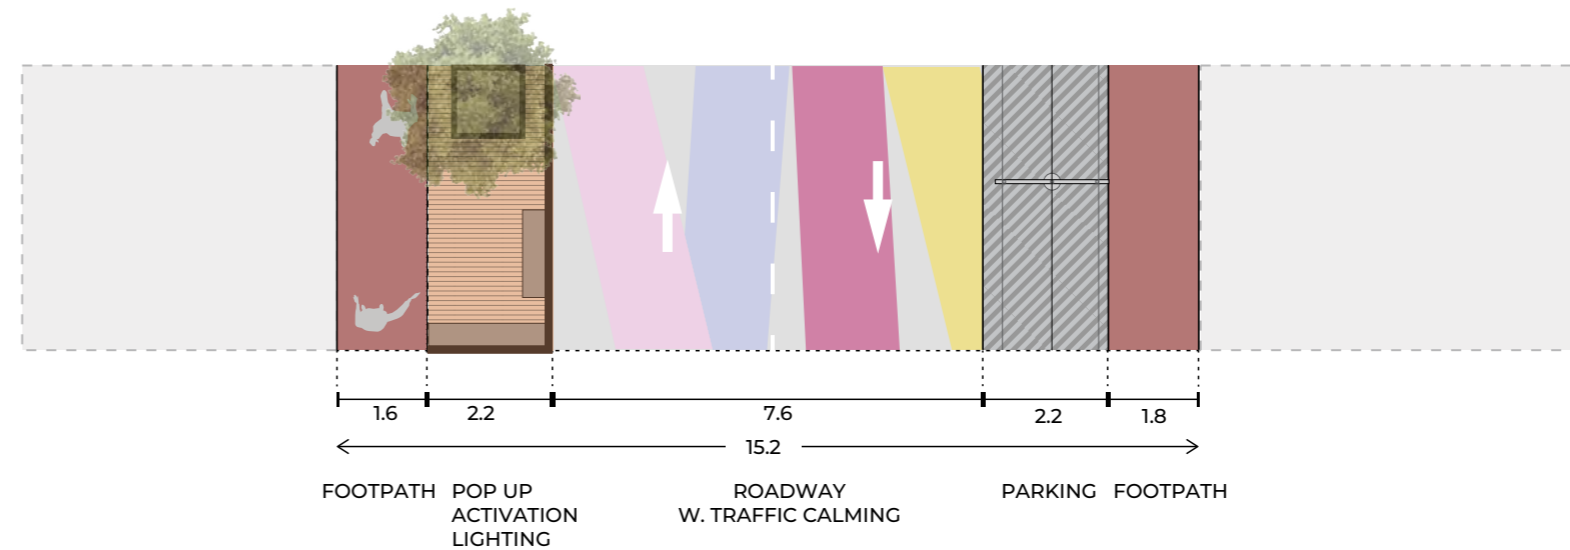 1.6 2.2 7.6 2.2 1.8
15.2
FOOTPATH POP UP ROADWAY PARKING FOOTPATH
ACTIVATION W. TRAFFIC CALMING
LIGHTING